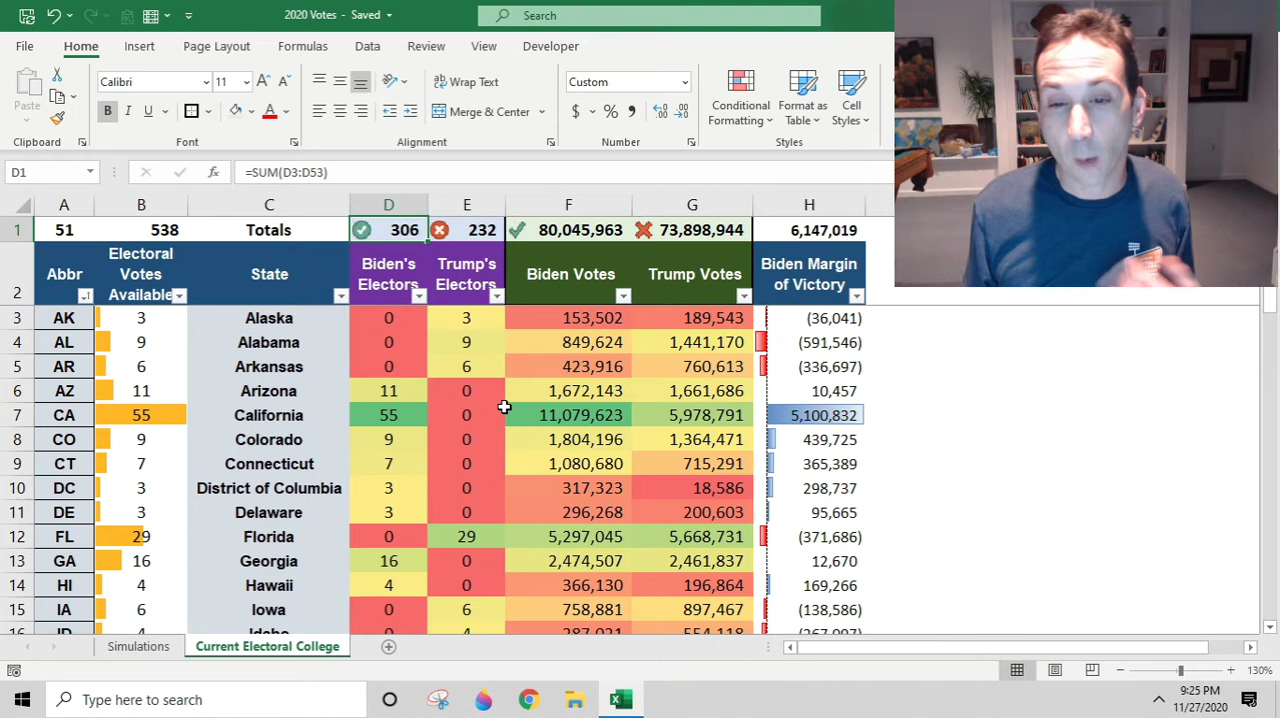 2020 Votes - Saved
Search
File Home Insert Page Layout Formulas Data Review View Developer
Paste
Calibri 11
Wrap Text
Merge & Center
Custom
Conditional Formatting
Format as Table
Cell Styles
Clipboard Font Alignment Number Styles
D1 fx =SUM(D3:D53)
A B C D E F G H
1 51 538 Totals 306 232 80,045,963 73,898,944 6,147,019
2 Abbr Electoral Votes Available State Biden's Electors Trump's Electors Biden Votes Trump Votes Biden Margin of Victory
3 AK 3 Alaska 0 3 153,502 189,543 (36,041)
4 AL 9 Alabama 0 9 849,624 1,441,170 (591,546)
5 AR 6 Arkansas 0 6 423,916 760,613 (336,697)
6 AZ 11 Arizona 11 0 1,672,143 1,661,686 10,457
7 CA 55 California 55 0 11,079,623 5,978,791 5,100,832
8 CO 9 Colorado 9 0 1,804,196 1,364,471 439,725
9 CT 7 Connecticut 7 0 1,080,680 715,291 365,389
10 DC 3 District of Columbia 3 0 317,323 18,586 298,737
11 DE 3 Delaware 3 0 296,268 200,603 95,665
12 FL 29 Florida 0 29 5,297,045 5,668,731 (371,686)
13 GA 16 Georgia 16 0 2,474,507 2,461,837 12,670
14 HI 4 Hawaii 4 0 366,130 196,864 169,266
15 IA 6 Iowa 0 6 758,881 897,467 (138,586)
16 ID 4 Idaho 0 4 287,021 554,118 (267,097)
Simulations Current Electoral College
130%
Type here to search
9:25 PM
11/27/2020